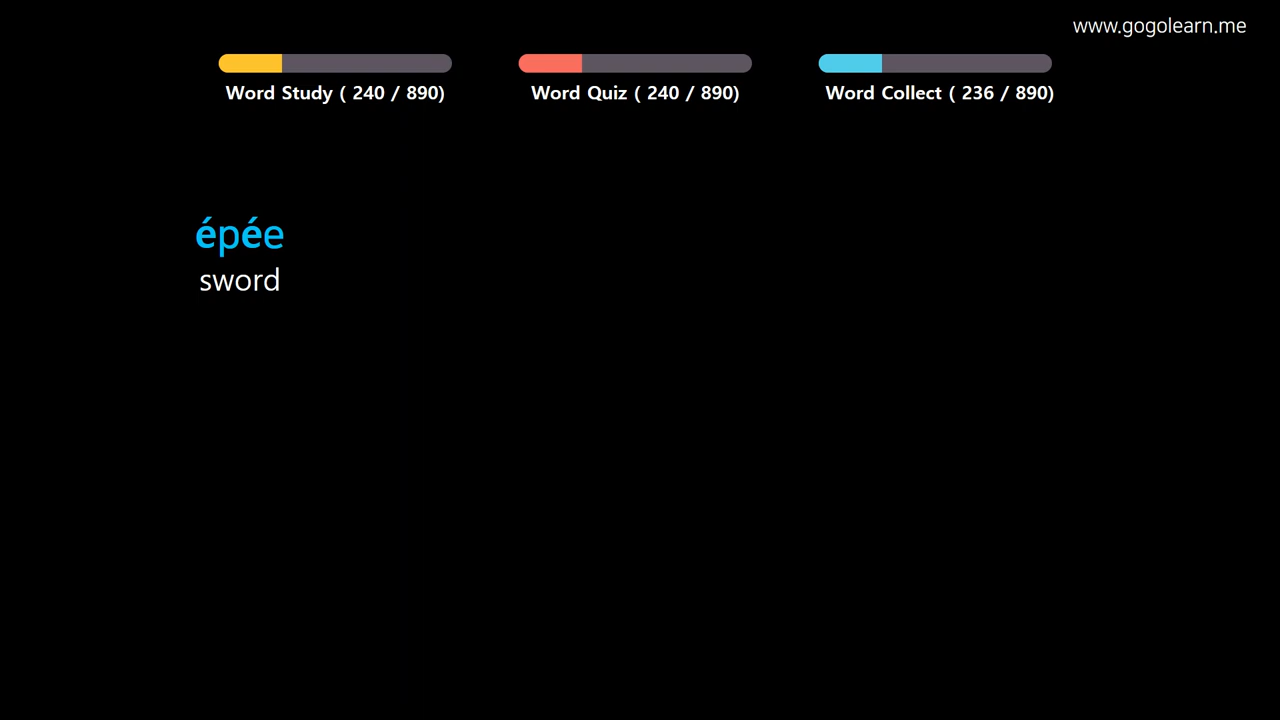 www.gogolearn.me
Word Study ( 240 / 890)
Word Quiz ( 240 / 890)
Word Collect ( 236 / 890)
épée
sword